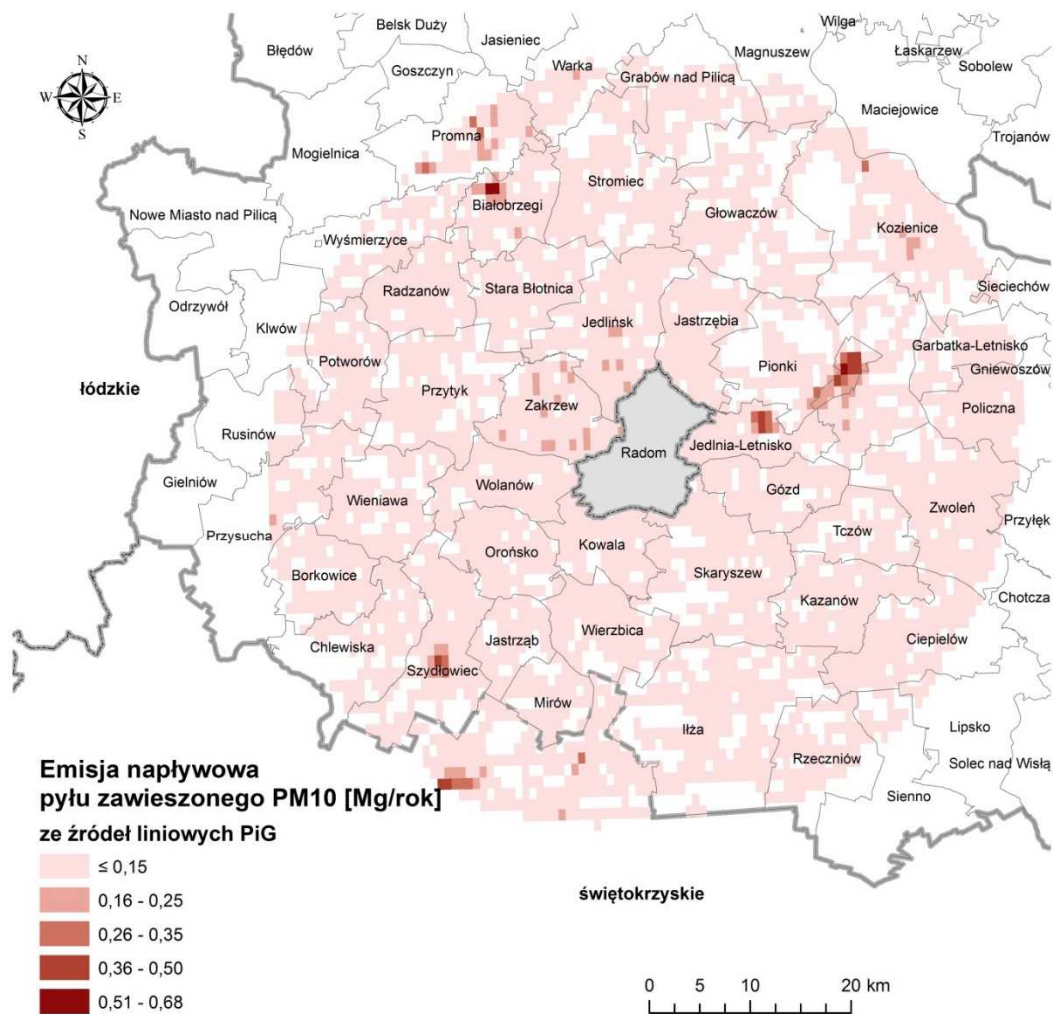 Wilga
Belsk Duży
Jasieniec
Błędów
Magnuszew
Łaskarzew
Sobolew
Goszczyn
Warka
Grabów nad Pilicą
N
W
E
S
Maciejowice
Promna
Trojanów
Mogielnica
Stromiec
Białobrzegi
Głowaczów
Nowe Miasto nad Pilicą
Kozienice
Wyśmierzyce
Radzanów
Stara Błotnica
Sieciechów
Odrzywół
Klwów
Jedlińsk
Jastrzębia
Garbatka-Letnisko
Potworów
Pionki
Gniewoszów
łódzkie
Przytyk
Zakrzew
Policzna
Rusinów
Radom
Jedlnia-Letnisko
Gielniów
Wieniawa
Wolanów
Gózd
Zwoleń
Przyłęk
Przysucha
Tczów
Orońsko
Kowala
Borkowice
Skaryszew
Kazanów
Chotcza
Chlewiska
Jastrząb
Wierzbica
Ciepielów
Szydłowiec
Mirów
Iłża
Lipsko
Rzeczniów
Solec nad Wisłą
Sienno
Emisja napływowa
pyłu zawieszonego PM10 [Mg/rok]
ze źródeł liniowych PiG
≤ 0,15
0,16 - 0,25
0,26 - 0,35
0,36 - 0,50
0,51 - 0,68
świętokrzyskie
0 5 10 20 km